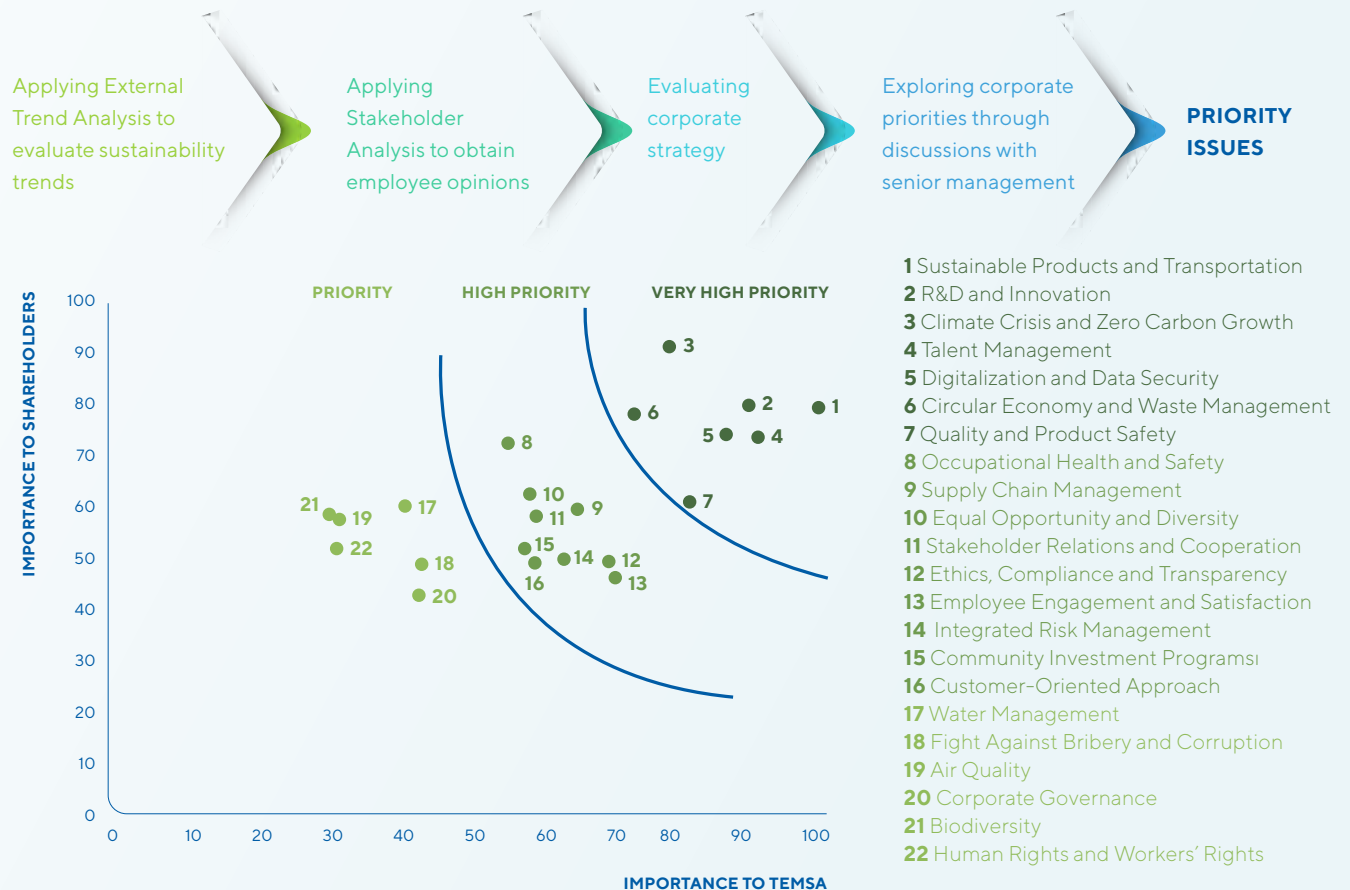 Applying External
Trend Analysis to
evaluate sustainability
trends
Applying
Stakeholder
Analysis to obtain
employee opinions
Evaluating
corporate
strategy
Exploring corporate
priorities through
discussions with
senior management
PRIORITY
ISSUES
IMPORTANCE TO SHAREHOLDERS
PRIORITY
HIGH PRIORITY
VERY HIGH PRIORITY
100
90
80
70
60
50
40
30
20
10
0
3
6
2
1
5
4
7
8
10
9
11
15
14
12
16
13
21
19
17
22
18
20
0 10 20 30 40 50 60 70 80 90 100
IMPORTANCE TO TEMSA
1 Sustainable Products and Transportation
2 R&D and Innovation
3 Climate Crisis and Zero Carbon Growth
4 Talent Management
5 Digitalization and Data Security
6 Circular Economy and Waste Management
7 Quality and Product Safety
8 Occupational Health and Safety
9 Supply Chain Management
10 Equal Opportunity and Diversity
11 Stakeholder Relations and Cooperation
12 Ethics, Compliance and Transparency
13 Employee Engagement and Satisfaction
14 Integrated Risk Management
15 Community Investment Programsı
16 Customer-Oriented Approach
17 Water Management
18 Fight Against Bribery and Corruption
19 Air Quality
20 Corporate Governance
21 Biodiversity
22 Human Rights and Workers’ Rights